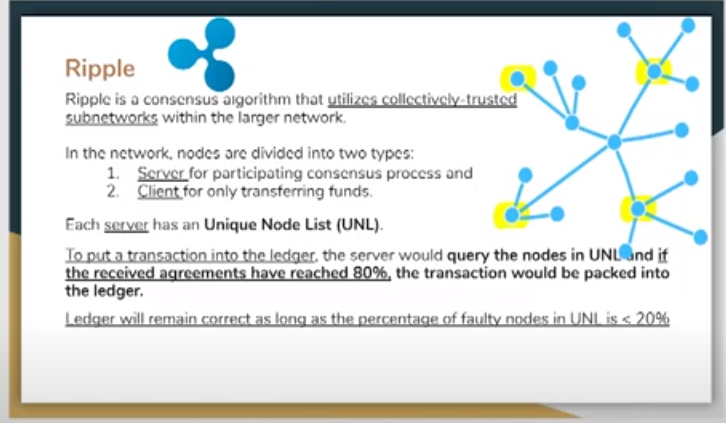 Ripple
Ripple is a consensus algorithm that utilizes collectively-trusted
subnetworks within the larger network.
In the network, nodes are divided into two types:
1. Server for participating consensus process and
2. Client for only transferring funds.
Each server has an Unique Node List (UNL).
To put a transaction into the ledger, the server would query the nodes in UNL and if
the received agreements have reached 80%, the transaction would be packed into
the ledger.
Ledger will remain correct as long as the percentage of faulty nodes in UNL is < 20%